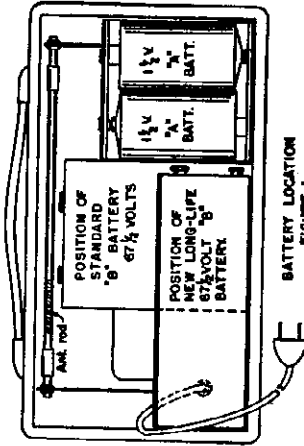 Ant. rod
POSITION OF
STANDARD
"B" BATTERY
67½ VOLTS
POSITION OF
NEW LONG-LIFE
67½ VOLT "B"
BATTERY.
1½ V.
"A"
BATT.
1½ V.
"A"
BATT.
BATTERY LOCATION